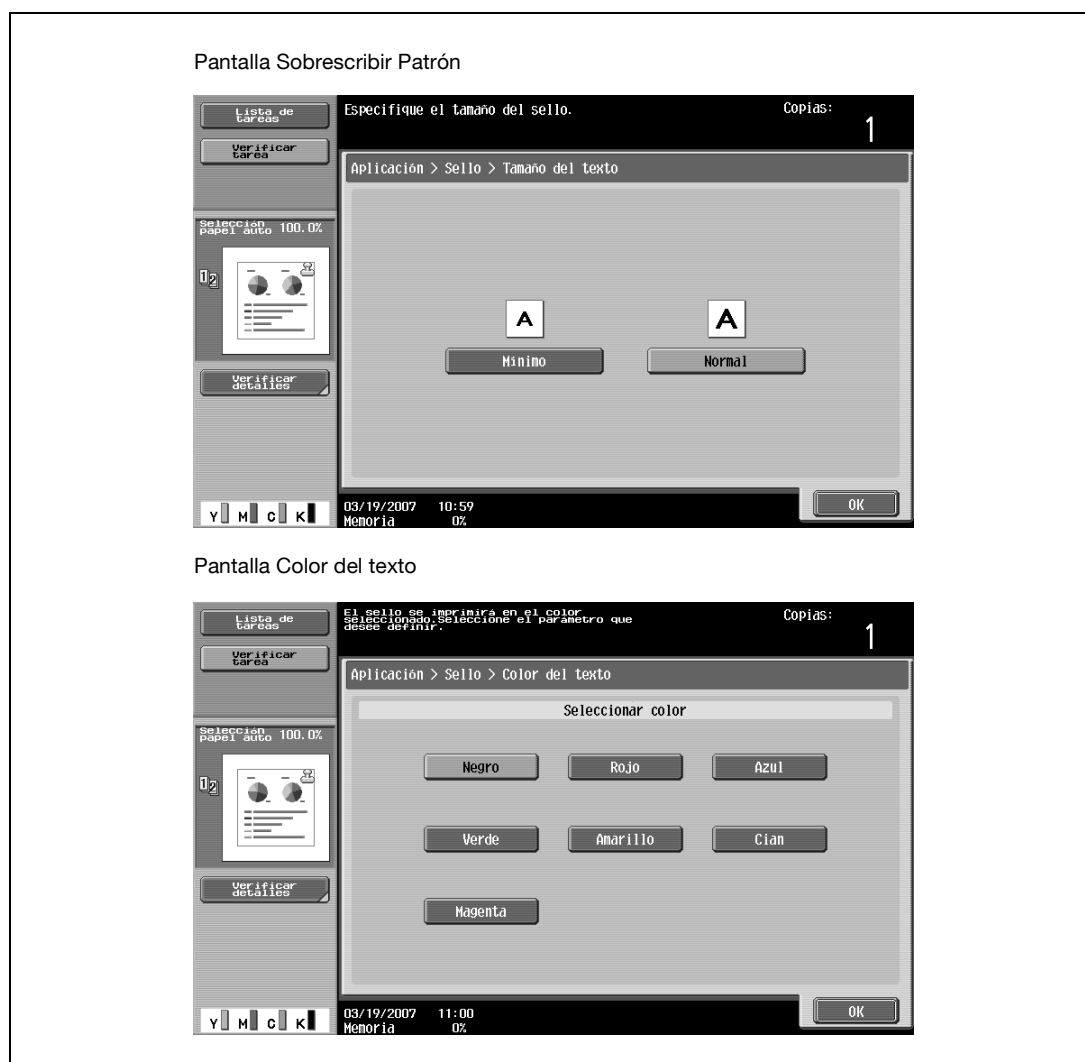 Pantalla Sobrescribir Patrón
Lista de
tareas
Especifique el tamaño del sello.
Copias:
1
Verificar
tarea
Aplicación > Sello > Tamaño del texto
Selección
papel auto 100.0%
1 2
A
A
Mínimo
Normal
Verificar
detalles
Y M C K
03/19/2007 10:59
Memoria 0%
OK
Pantalla Color del texto
Lista de
tareas
El sello se imprimirá en el color
seleccionado.Seleccione el parámetro que
desee definir.
Copias:
1
Verificar
tarea
Aplicación > Sello > Color del texto
Seleccionar color
Selección
papel auto 100.0%
1 2
Negro
Rojo
Azul
Verde
Amarillo
Cian
Verificar
detalles
Magenta
Y M C K
03/19/2007 11:00
Memoria 0%
OK